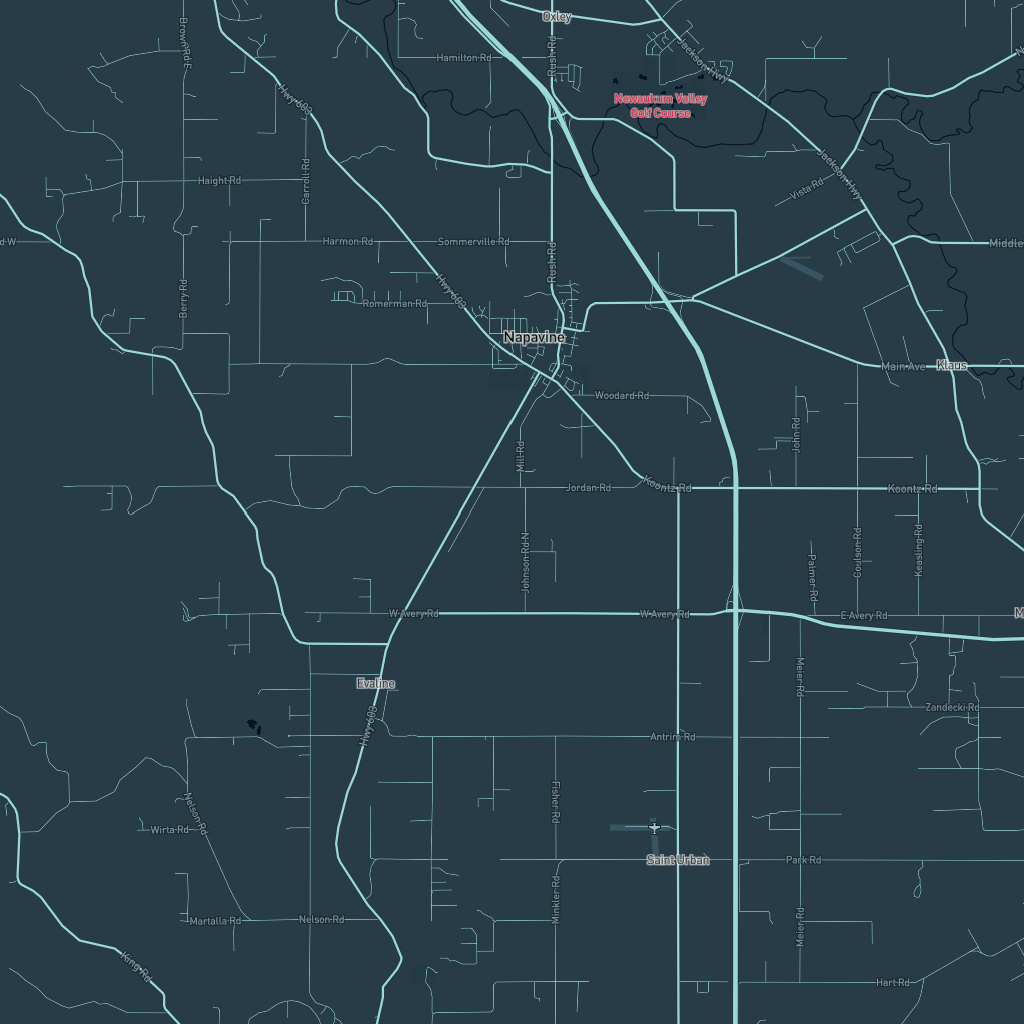 Oxley
Brown Rd E
Rush Rd
Hamilton Rd
Jackson Hwy
Hwy 603
Newaukum Valley
Golf Course
Jackson Hwy
Haight Rd
Carroll Rd
Vista Rd
d W
Harmon Rd
Sommerville Rd
Middle
Rush Rd
Berry Rd
Hwy 603
Romerman Rd
Napavine
Main Ave
Klaus
Woodard Rd
John Rd
Mill Rd
Jordan Rd
Koontz Rd
Koontz Rd
Johnson Rd N
Coulson Rd
Keasling Rd
Palmer Rd
W Avery Rd
W Avery Rd
E Avery Rd
Meier Rd
Evaline
Zandecki Rd
Hwy 603
Antrim Rd
Fisher Rd
Nelson Rd
Wirta Rd
Saint Urban
Park Rd
Minkler Rd
Martalla Rd
Nelson Rd
Meier Rd
King Rd
Hart Rd